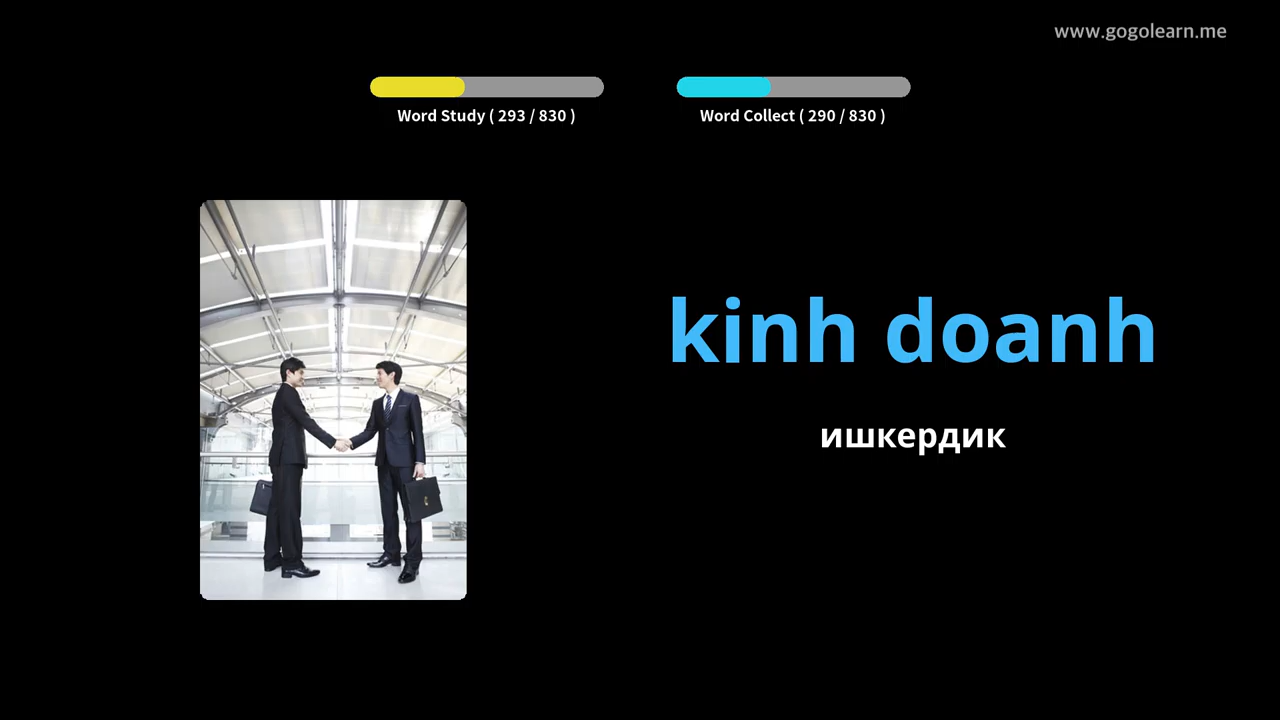 www.gogolearn.me
Word Study ( 293 / 830 )
Word Collect ( 290 / 830 )
kinh doanh
ишкердик